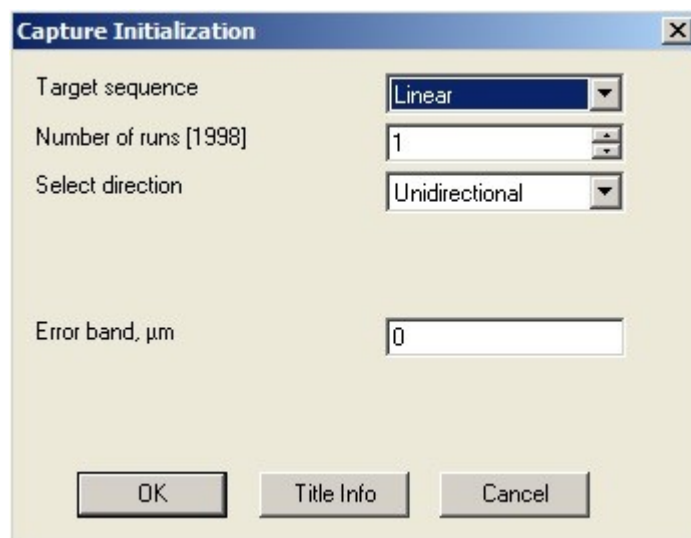 Capture Initialization
Target sequence Linear
Number of runs [1998] 1
Select direction Unidirectional
Error band, µm 0
OK Title Info Cancel